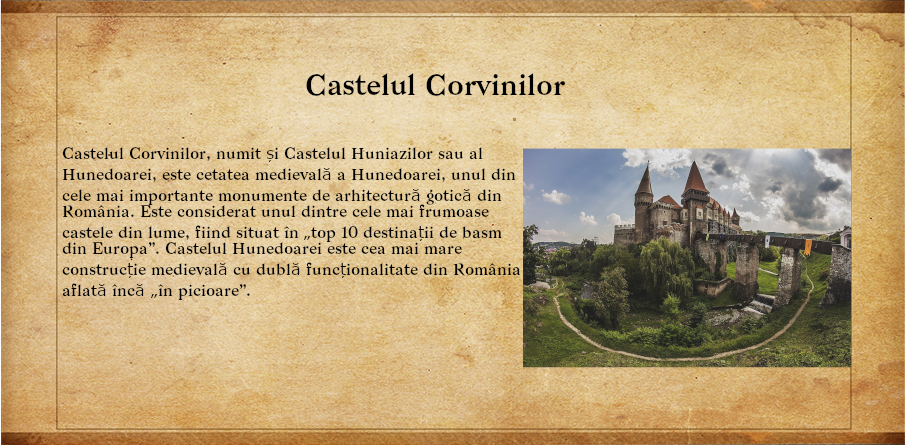 Castelul Corvinilor
Castelul Corvinilor, numit și Castelul Huniazilor sau al
Hunedoarei, este cetatea medievală a Hunedoarei, unul din
cele mai importante monumente de arhitectură gotică din
România. Este considerat unul dintre cele mai frumoase
castele din lume, fiind situat în „top 10 destinații de basm
din Europa”. Castelul Hunedoarei este cea mai mare
construcție medievală cu dublă funcționalitate din România
aflată încă „în picioare”.